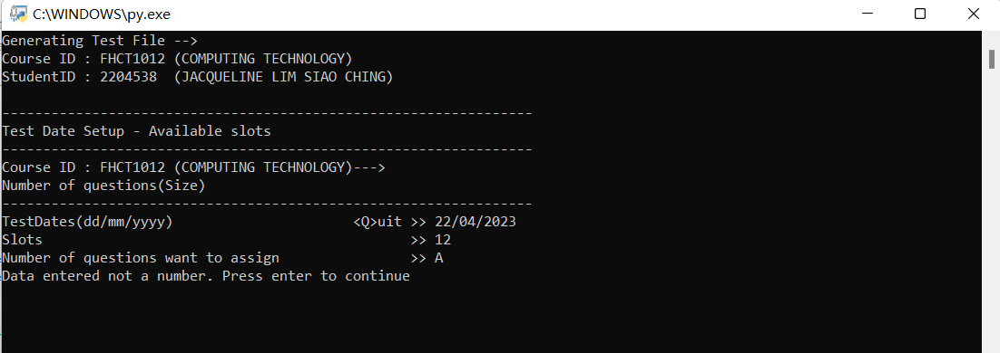 C:\WINDOWS\py.exe
Generating Test File -->
Course ID : FHCT1012 (COMPUTING TECHNOLOGY)
StudentID : 2204538  (JACQUELINE LIM SIAO CHING)
-----------------------------------------------------------------
Test Date Setup - Available slots
-----------------------------------------------------------------
Course ID : FHCT1012 (COMPUTING TECHNOLOGY)--->
Number of questions(Size)
-----------------------------------------------------------------
TestDates(dd/mm/yyyy)                      <Q>uit >> 22/04/2023
Slots                                             >> 12
Number of questions want to assign                >> A
Data entered not a number. Press enter to continue